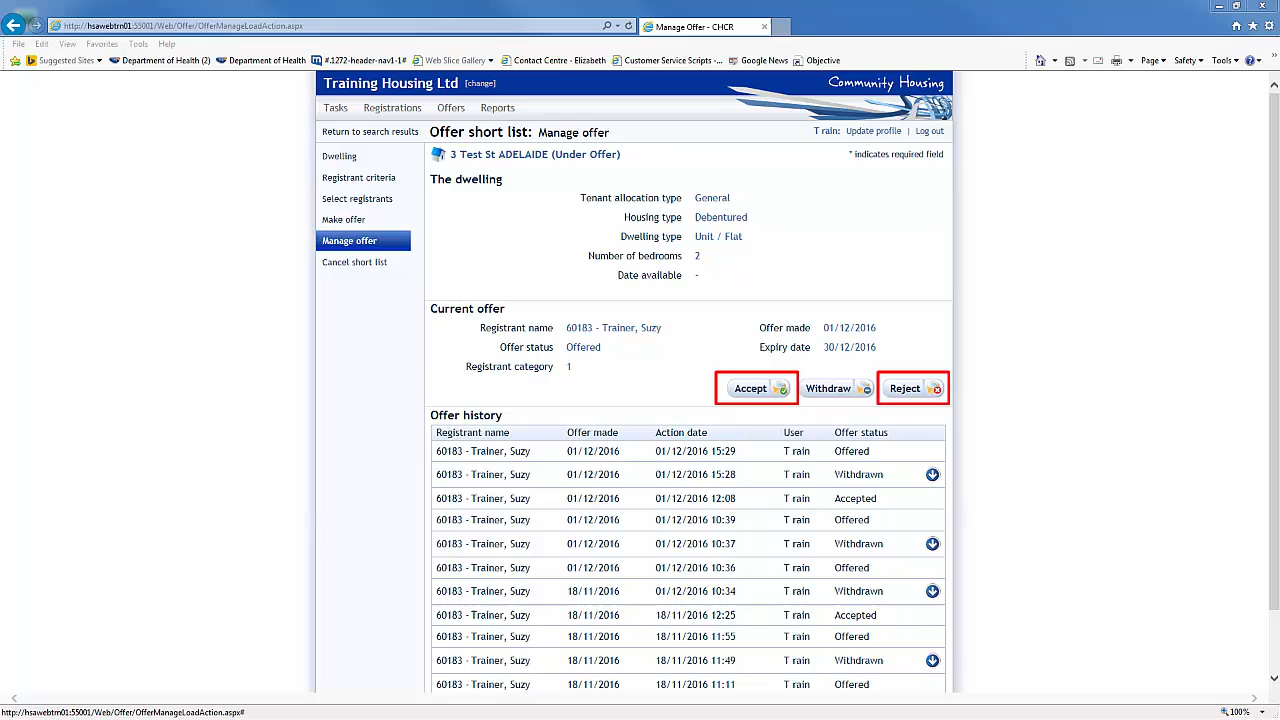 http://hsawebtrn01:55001/Web/Offer/OfferManageLoadAction.aspx
Manage Offer - CHCR
File Edit View Favorites Tools Help
Suggested Sites Department of Health (2) Department of Health #.1272-header-nav1-1# Web Slice Gallery Contact Centre - Elizabeth Customer Service Scripts -... Google News Objective Page Safety Tools
Training Housing Ltd [change] Community Housing
Tasks Registrations Offers Reports
Return to search results Offer short list: Manage offer T rain: Update profile | Log out
Dwelling
Registrant criteria
Select registrants
Make offer
Manage offer
Cancel short list
3 Test St ADELAIDE (Under Offer) * indicates required field
The dwelling
Tenant allocation type General
Housing type Debentured
Dwelling type Unit / Flat
Number of bedrooms 2
Date available -
Current offer
Registrant name 60183 - Trainer, Suzy Offer made 01/12/2016
Offer status Offered Expiry date 30/12/2016
Registrant category 1
Accept Withdraw Reject
Offer history
Registrant name Offer made Action date User Offer status
60183 - Trainer, Suzy 01/12/2016 01/12/2016 15:29 T rain Offered
60183 - Trainer, Suzy 01/12/2016 01/12/2016 15:28 T rain Withdrawn
60183 - Trainer, Suzy 01/12/2016 01/12/2016 12:08 T rain Accepted
60183 - Trainer, Suzy 01/12/2016 01/12/2016 10:39 T rain Offered
60183 - Trainer, Suzy 01/12/2016 01/12/2016 10:37 T rain Withdrawn
60183 - Trainer, Suzy 01/12/2016 01/12/2016 10:36 T rain Offered
60183 - Trainer, Suzy 18/11/2016 01/12/2016 10:34 T rain Withdrawn
60183 - Trainer, Suzy 18/11/2016 18/11/2016 12:25 T rain Accepted
60183 - Trainer, Suzy 18/11/2016 18/11/2016 11:55 T rain Offered
60183 - Trainer, Suzy 18/11/2016 18/11/2016 11:49 T rain Withdrawn
60183 - Trainer, Suzy 18/11/2016 18/11/2016 11:11 T rain Offered
http://hsawebtrn01:55001/Web/Offer/OfferManageLoadAction.aspx# 100%